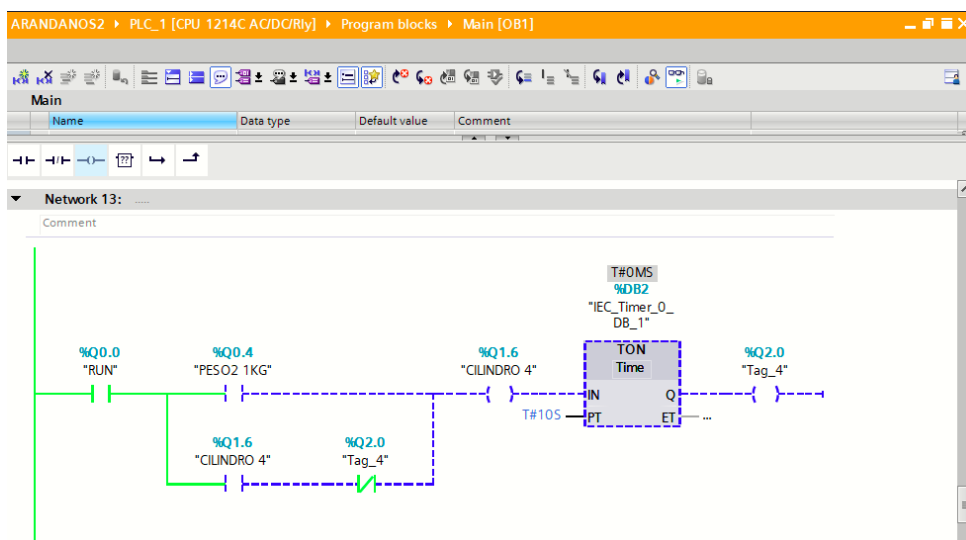 ARANDANOS2 ▸ PLC_1 [CPU 1214C AC/DC/Rly] ▸ Program blocks ▸ Main [OB1]
Main
Name Data type Default value Comment
Network 13: .....
Comment
T#0MS
%DB2
"IEC_Timer_0_
DB_1"
%Q0.0 %Q0.4 %Q1.6 TON %Q2.0
"RUN" "PESO2 1KG" "CILINDRO 4" Time "Tag_4"
IN Q
T#10S PT ET ...
%Q1.6 %Q2.0
"CILINDRO 4" "Tag_4"